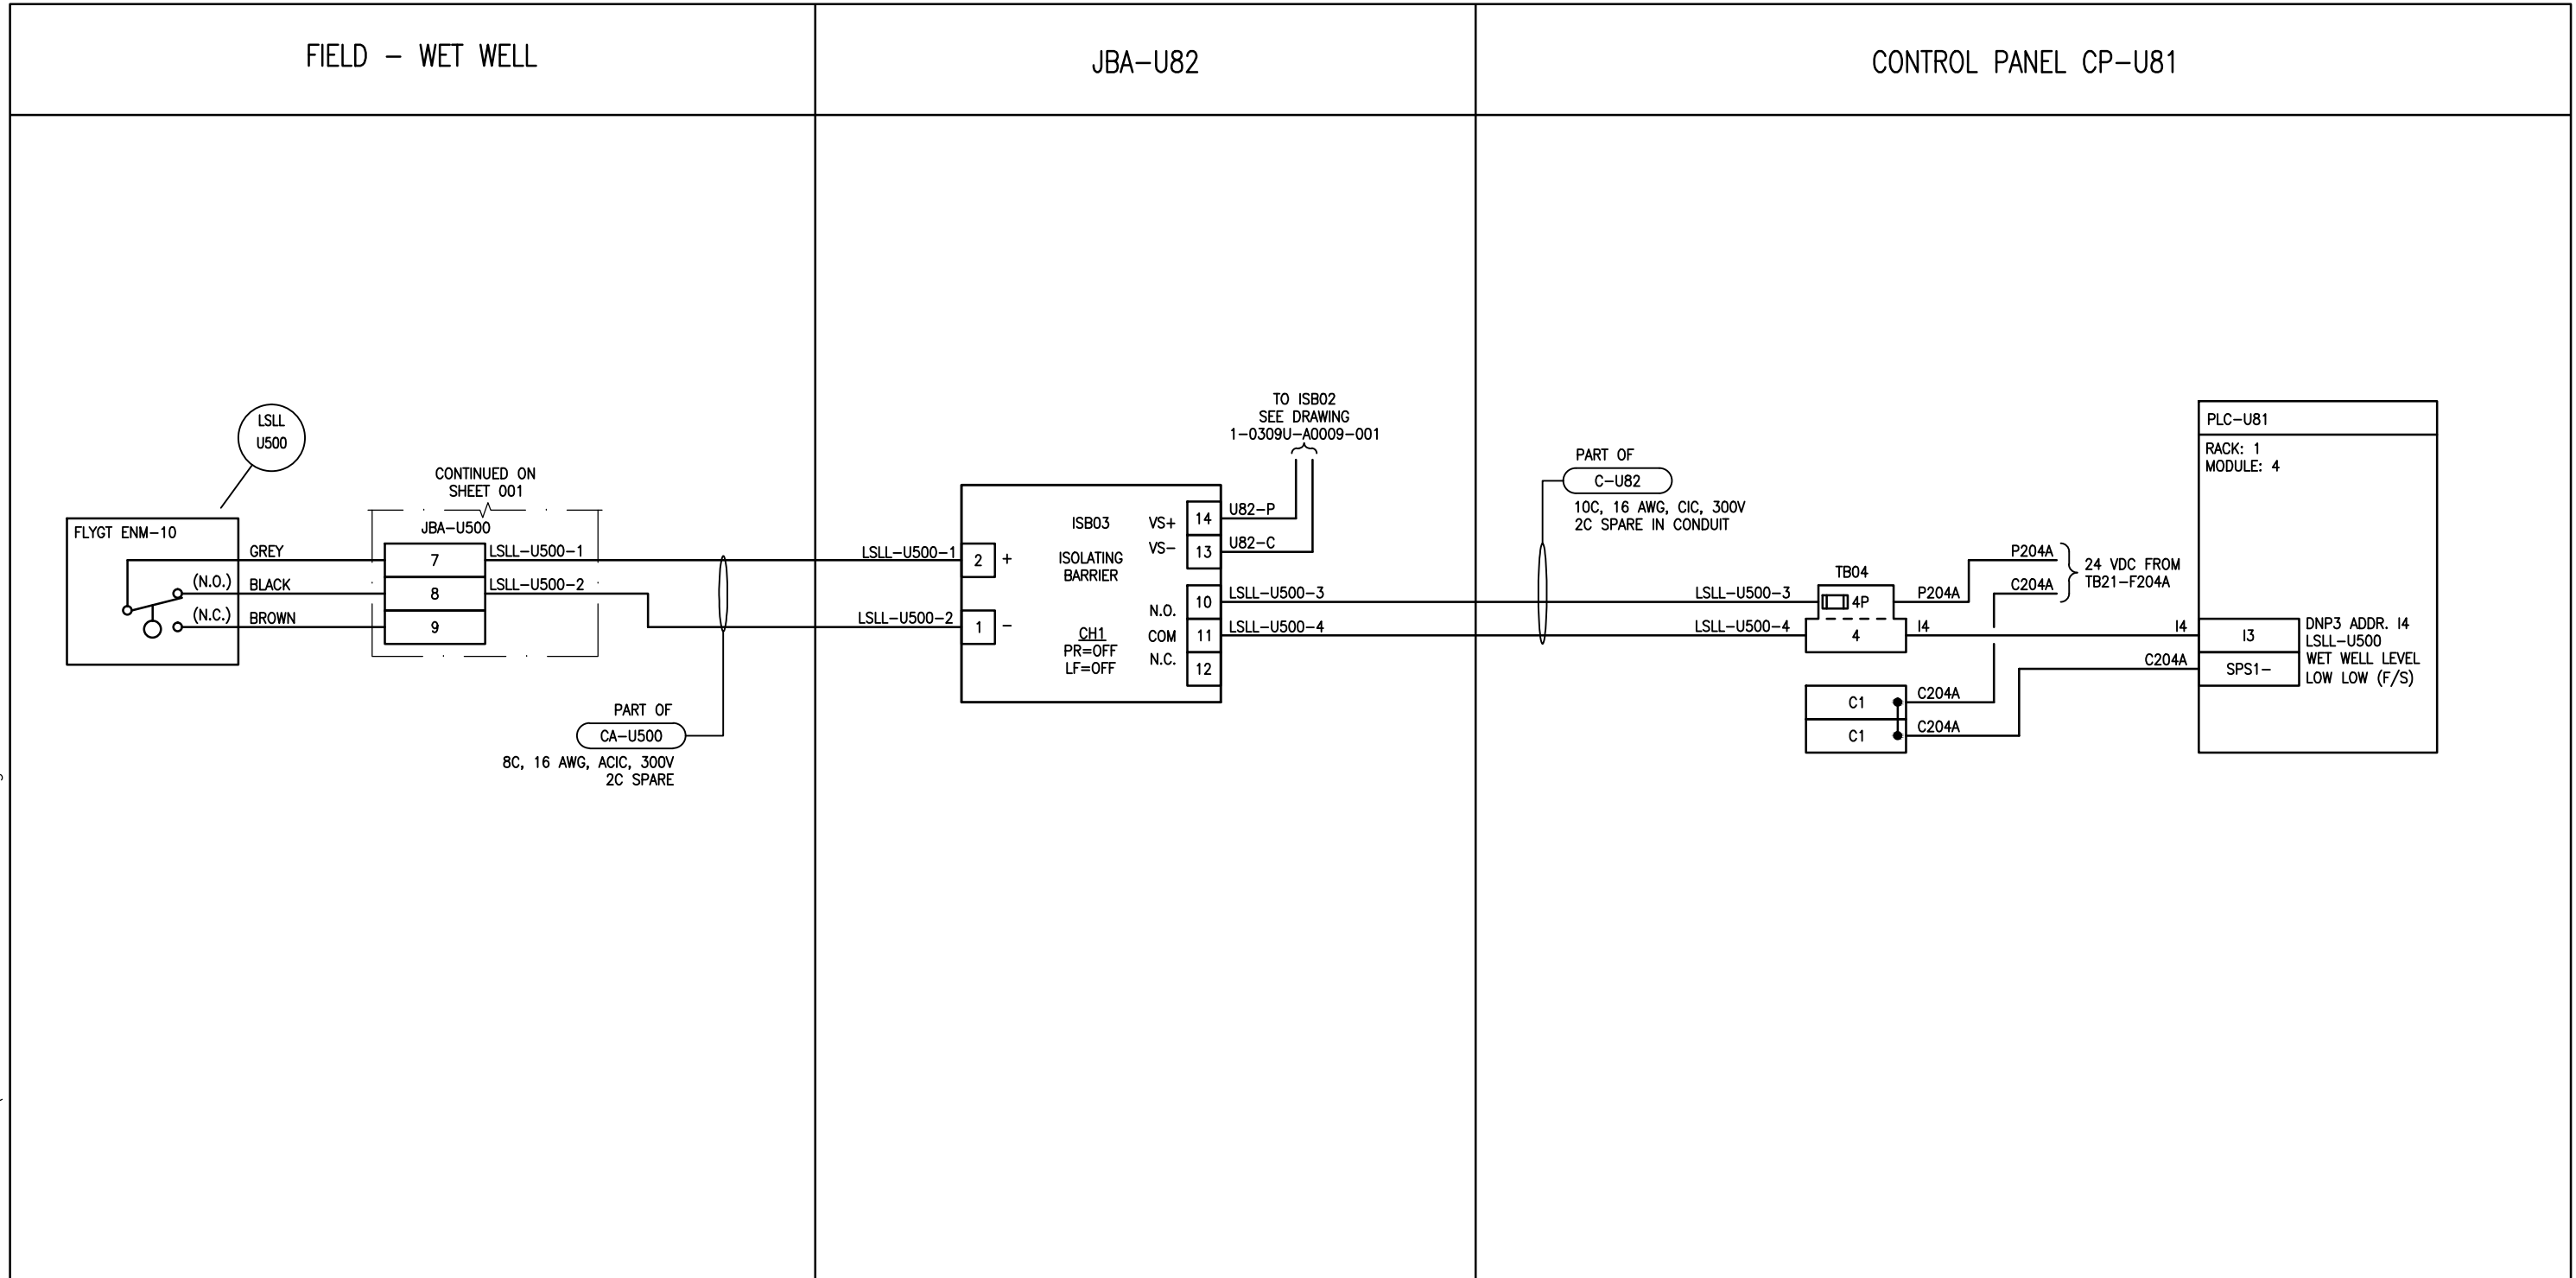 FIELD - WET WELL
JBA-U82
CONTROL PANEL CP-U81
LSLL
U500
FLYGT ENM-10
GREY
(N.O.)
BLACK
(N.C.)
BROWN
CONTINUED ON
SHEET 001
JBA-U500
7
8
9
LSLL-U500-1
LSLL-U500-2
PART OF
CA-U500
8C, 16 AWG, ACIC, 300V
2C SPARE
LSLL-U500-1
LSLL-U500-2
2
+
1
-
ISB03
ISOLATING
BARRIER
CH1
PR=OFF
LF=OFF
VS+
VS-
N.O.
COM
N.C.
14
13
10
11
12
TO ISB02
SEE DRAWING
1-0309U-A0009-001
U82-P
U82-C
LSLL-U500-3
LSLL-U500-4
PART OF
C-U82
10C, 16 AWG, CIC, 300V
2C SPARE IN CONDUIT
LSLL-U500-3
LSLL-U500-4
TB04
4P
4
P204A
I4
P204A
C204A
24 VDC FROM
TB21-F204A
C1
C204A
C1
C204A
I4
C204A
PLC-U81
RACK: 1
MODULE: 4
I3
SPS1-
DNP3 ADDR. I4
LSLL-U500
WET WELL LEVEL
LOW LOW (F/S)